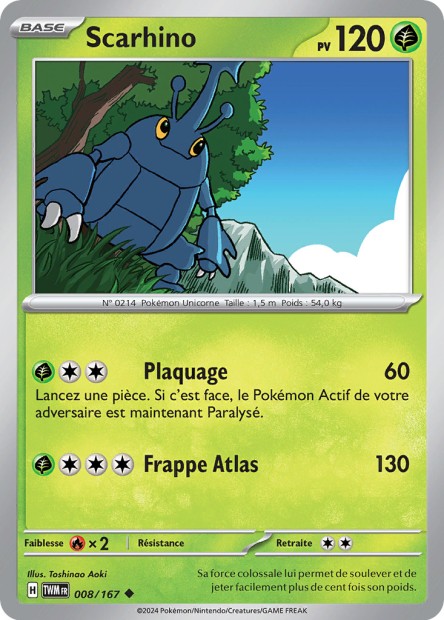 BASE
Scarhino
PV 120
N° 0214 Pokémon Unicorne Taille : 1,5 m Poids : 54,0 kg
Plaquage 60
Lancez une pièce. Si c'est face, le Pokémon Actif de votre
adversaire est maintenant Paralysé.
Frappe Atlas 130
Faiblesse × 2 Résistance Retraite
Illus. Toshinao Aoki
H TWM FR 008/167
Sa force colossale lui permet de soulever et de
jeter facilement plus de cent fois son poids.
©2024 Pokémon/Nintendo/Creatures/GAME FREAK